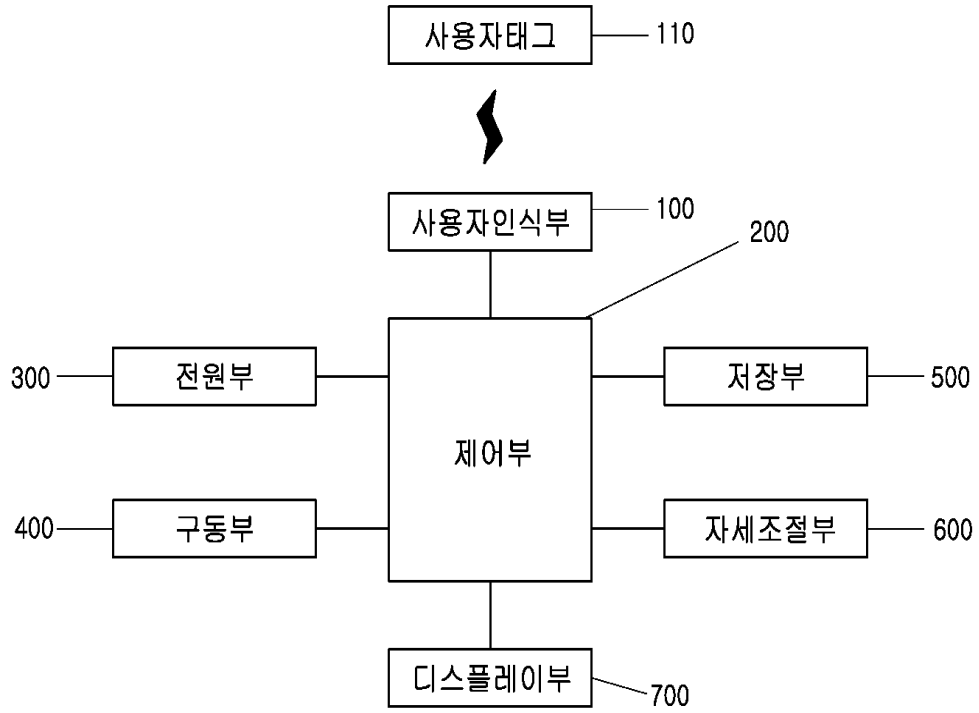 사용자태그 110
사용자인식부 100
200
300 전원부 저장부 500
제어부
400 구동부 자세조절부 600
디스플레이부 700